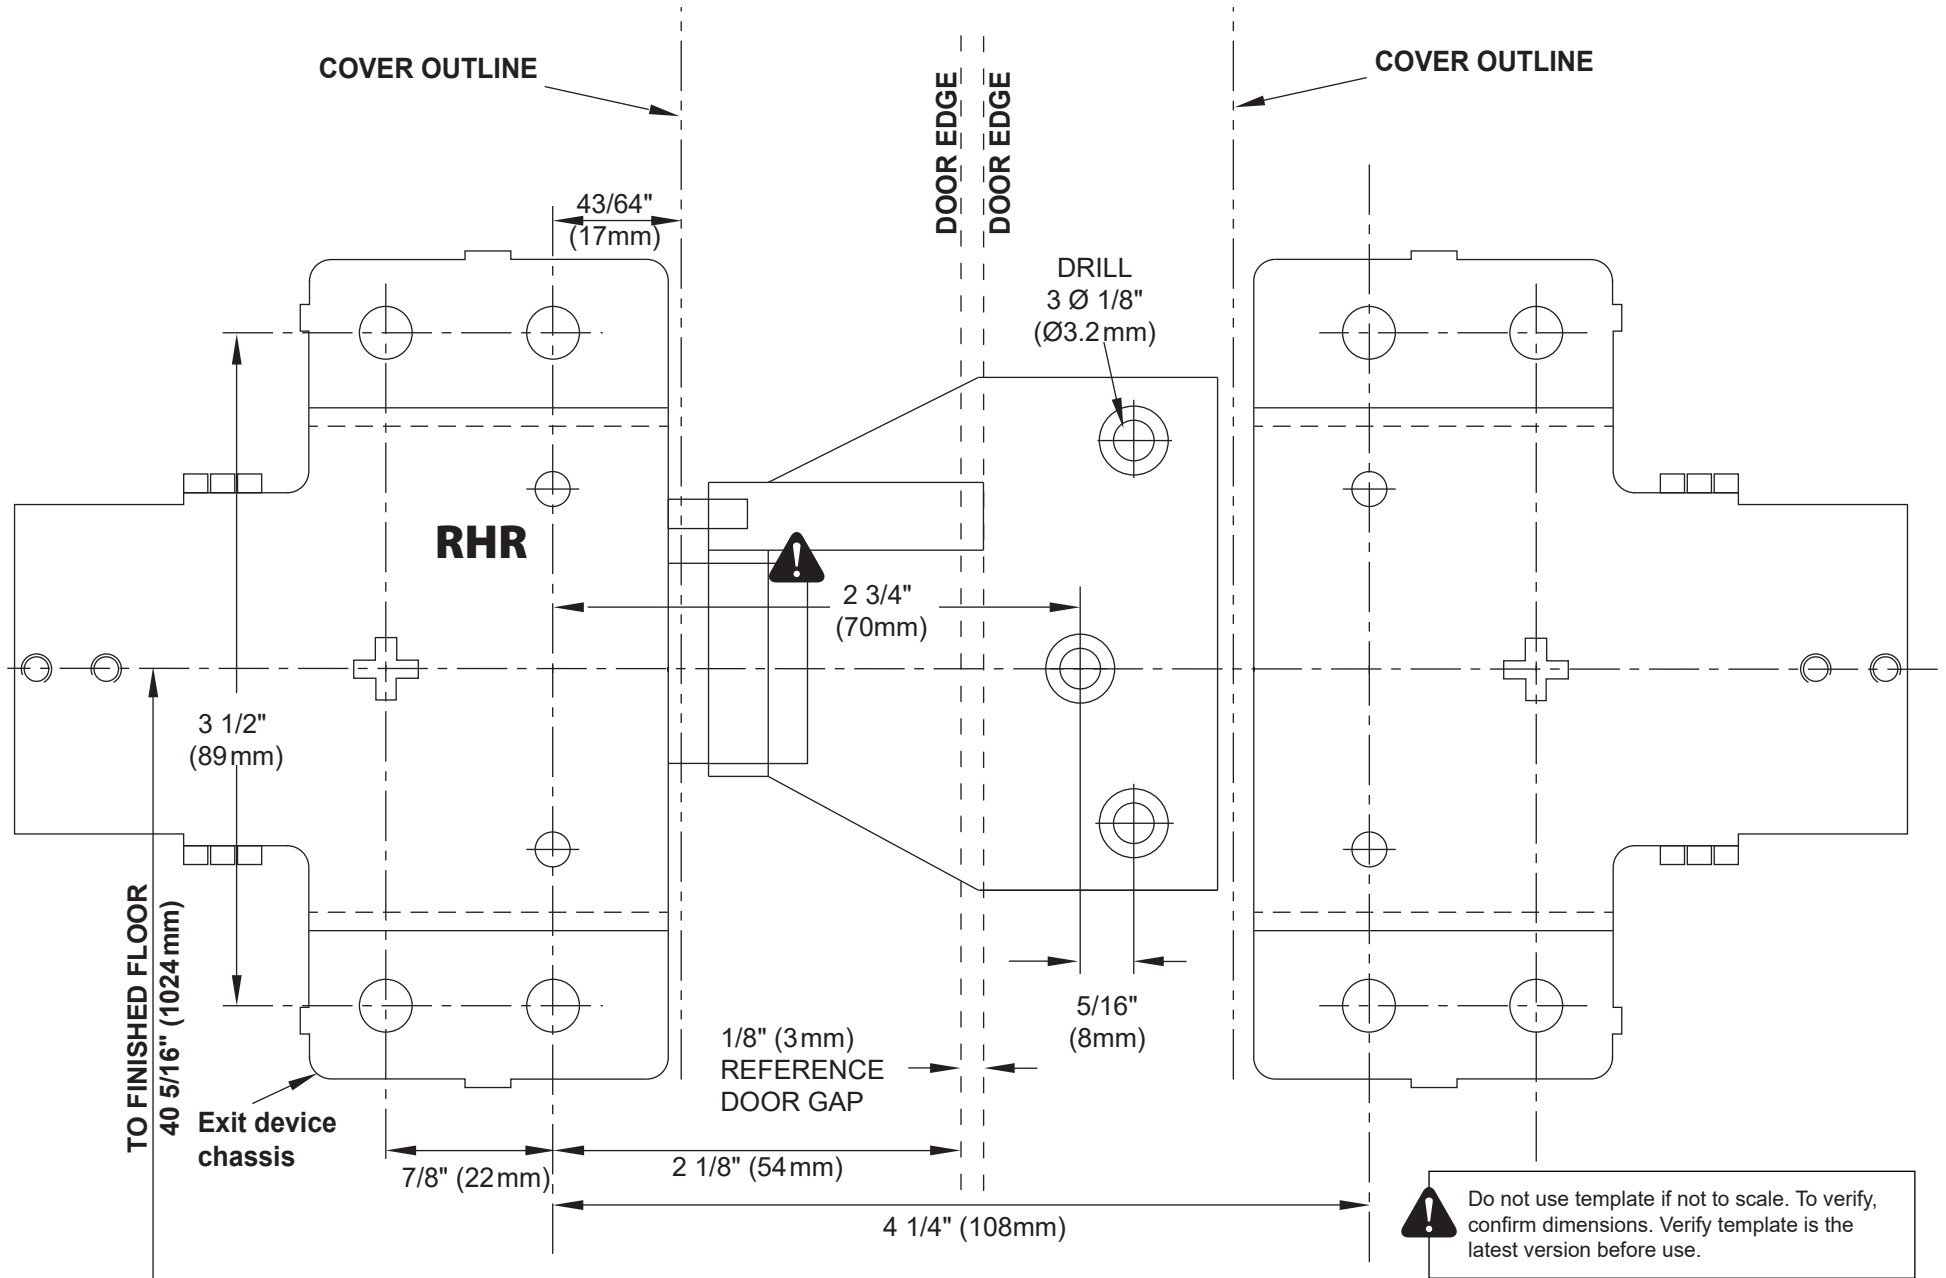 COVER OUTLINE
COVER OUTLINE
DOOR EDGE
DOOR EDGE
43/64"
(17mm)
DRILL
3 Ø 1/8"
(Ø3.2mm)
RHR
2 3/4"
(70mm)
3 1/2"
(89mm)
TO FINISHED FLOOR
40 5/16" (1024mm)
5/16"
(8mm)
1/8" (3mm)
REFERENCE
DOOR GAP
Exit device
chassis
7/8" (22mm)
2 1/8" (54mm)
4 1/4" (108mm)
Do not use template if not to scale. To verify,
confirm dimensions. Verify template is the
latest version before use.